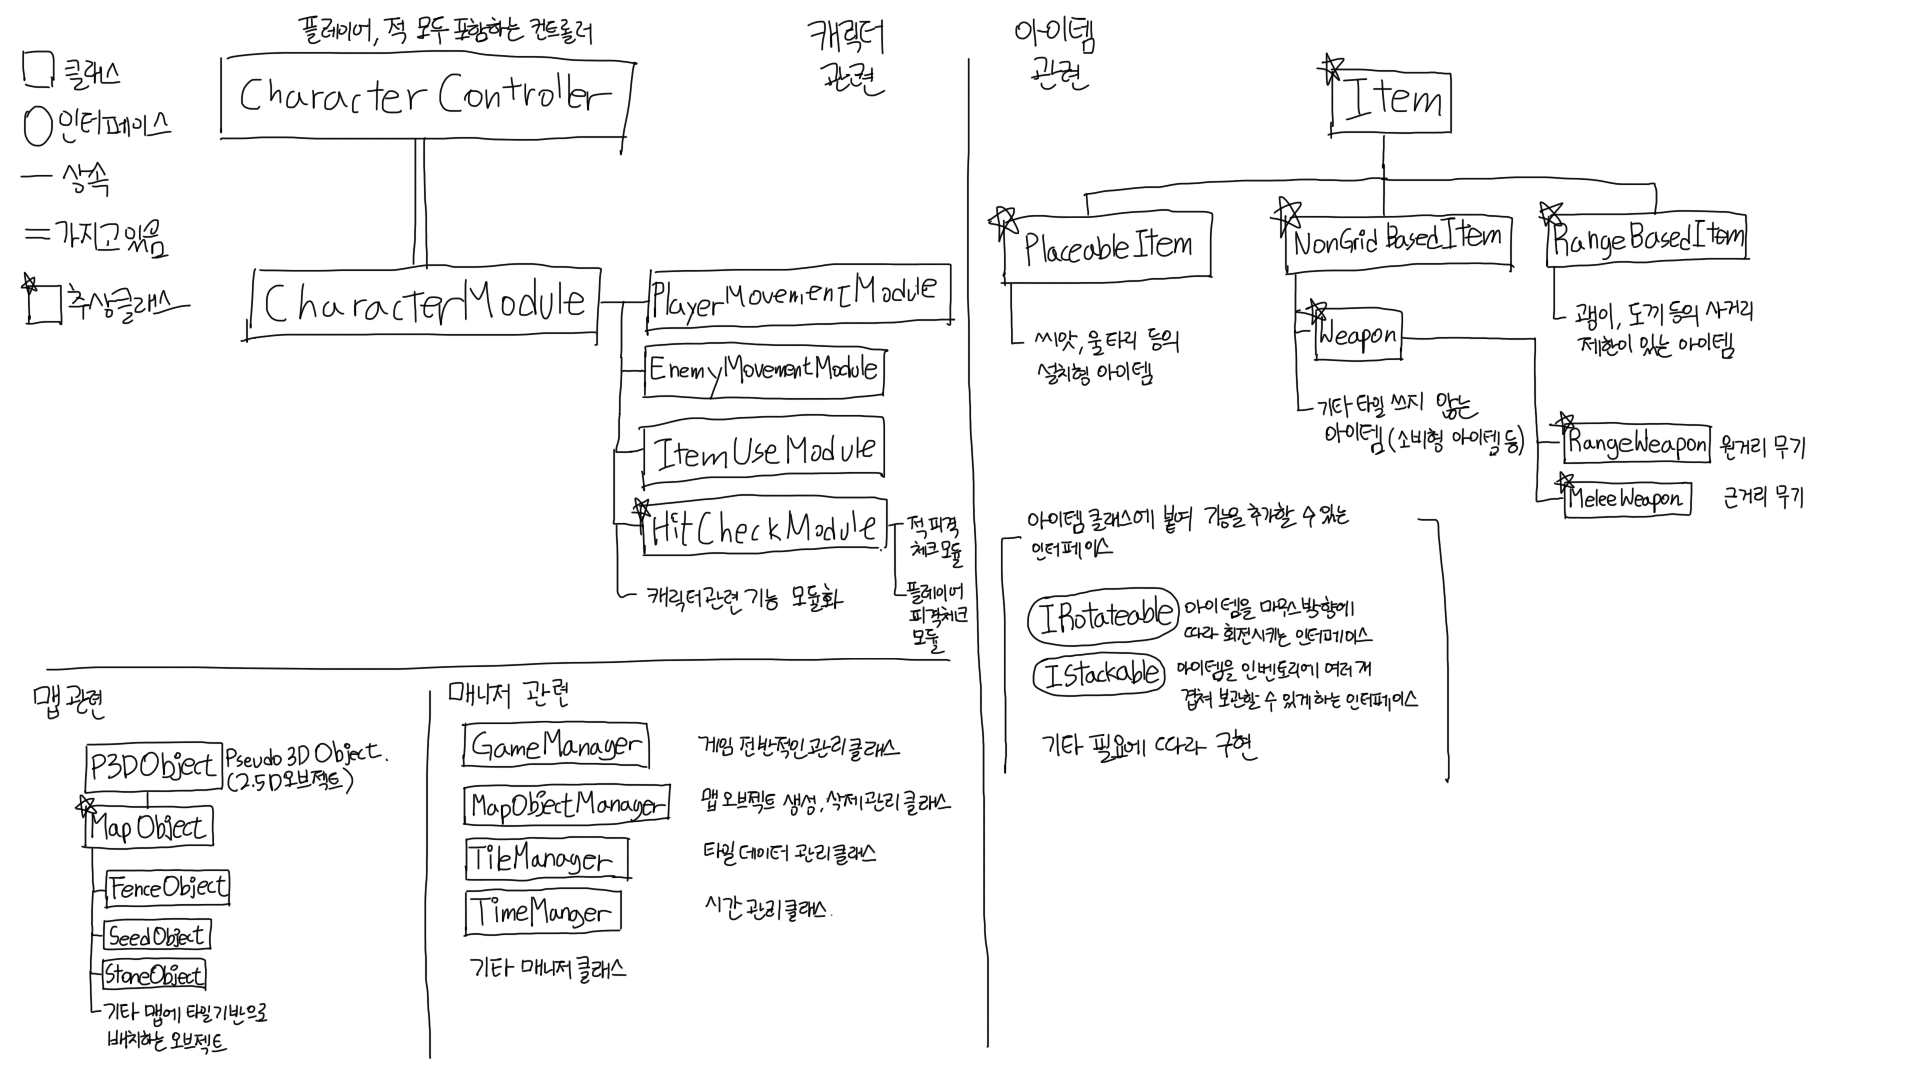 클래스
인터페이스
상속
가지고 있음
추상클래스
플레이어, 적 모두 포함하는 컨트롤러
Character Controller
캐릭터
관련
CharacterModule
PlayerMovementModule
EnemyMovementModule
ItemUseModule
HitCheckModule
적 피격
체크 모듈
플레이어
피격체크
모듈
캐릭터 관련 기능 모듈화
아이템
관련
Item
PlaceableItem
NonGridBasedItem
RangeBasedItem
씨앗, 울타리 등의
설치형 아이템
Weapon
기타 타일 쓰지 않는
아이템 (소비형 아이템 등)
괭이, 도끼 등의 사거리
제한이 있는 아이템
RangeWeapon 원거리 무기
MeleeWeapon 근거리 무기
아이템 클래스에 붙여 기능을 추가할 수 있는
인터페이스
IRotateable
아이템을 마우스 방향에
따라 회전시키는 인터페이스
IStackable
아이템을 인벤토리에 여러개
겹쳐 보관할 수 있게하는 인터페이스
기타 필요에 따라 구현
맵 관련
P3DObject
Pseudo 3D Object.
(2.5D오브젝트)
MapObject
FenceObject
SeedObject
StoneObject
기타 맵에 타일기반으로
배치하는 오브젝트
매니저 관련
GameManager 게임 전반적인 관리 클래스
MapObjectManager 맵 오브젝트 생성, 삭제 관리 클래스
TileManager 타일 데이터 관리 클래스
TimeManger 시간 관리 클래스.
기타 매니저 클래스